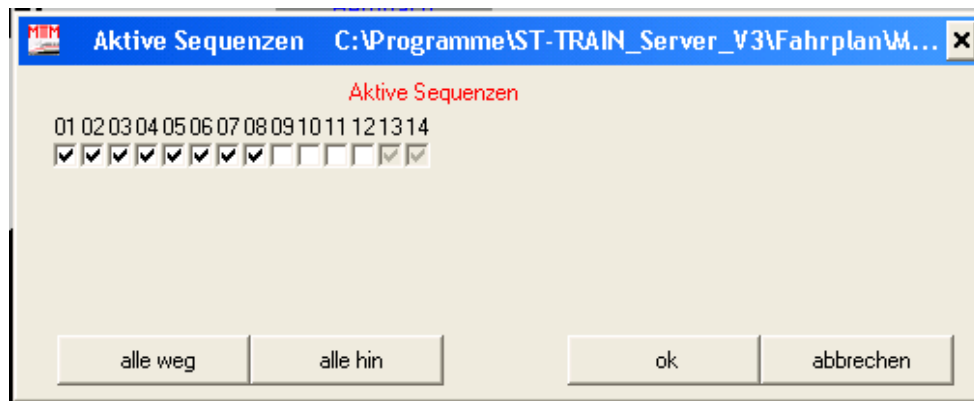 MTM Aktive Sequenzen C:\Programme\ST-TRAIN_Server_V3\Fahrplan\M...
Aktive Sequenzen
01 02 03 04 05 06 07 08 09 10 11 12 13 14
alle weg alle hin ok abbrechen